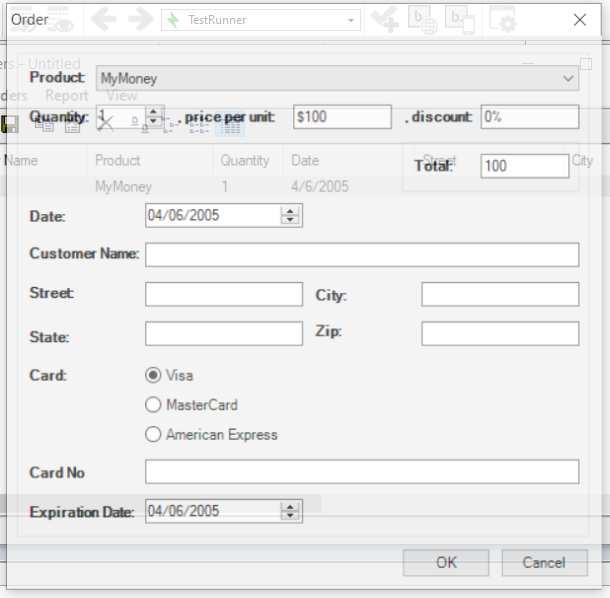 Order
TestRunner
ers - Untitled
Product:
MyMoney
ders Report View
Quantity: 1 , price per unit: $100 , discount: 0%
Name Product Quantity Date Street City
Total: 100
MyMoney 1 4/6/2005
Date: 04/06/2005
Customer Name:
Street: City:
State: Zip:
Card: Visa
MasterCard
American Express
Card No
Expiration Date: 04/06/2005
OK Cancel